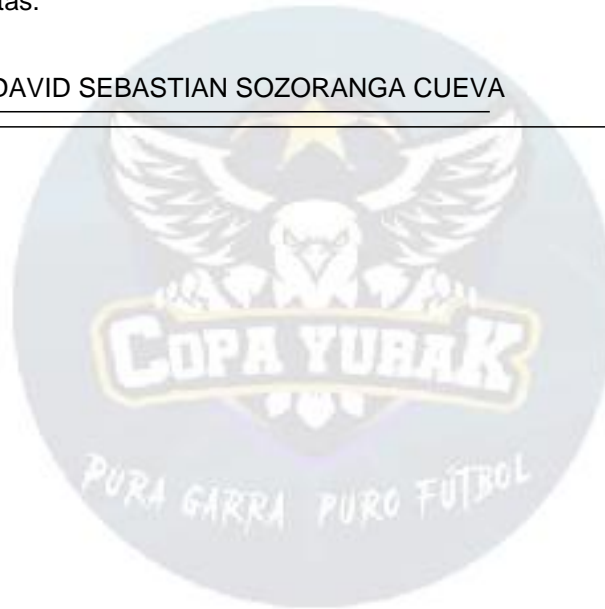 tas.
DAVID SEBASTIAN SOZORANGA CUEVA
COPA YURAK
PURA GARRA PURO FÚTBOL